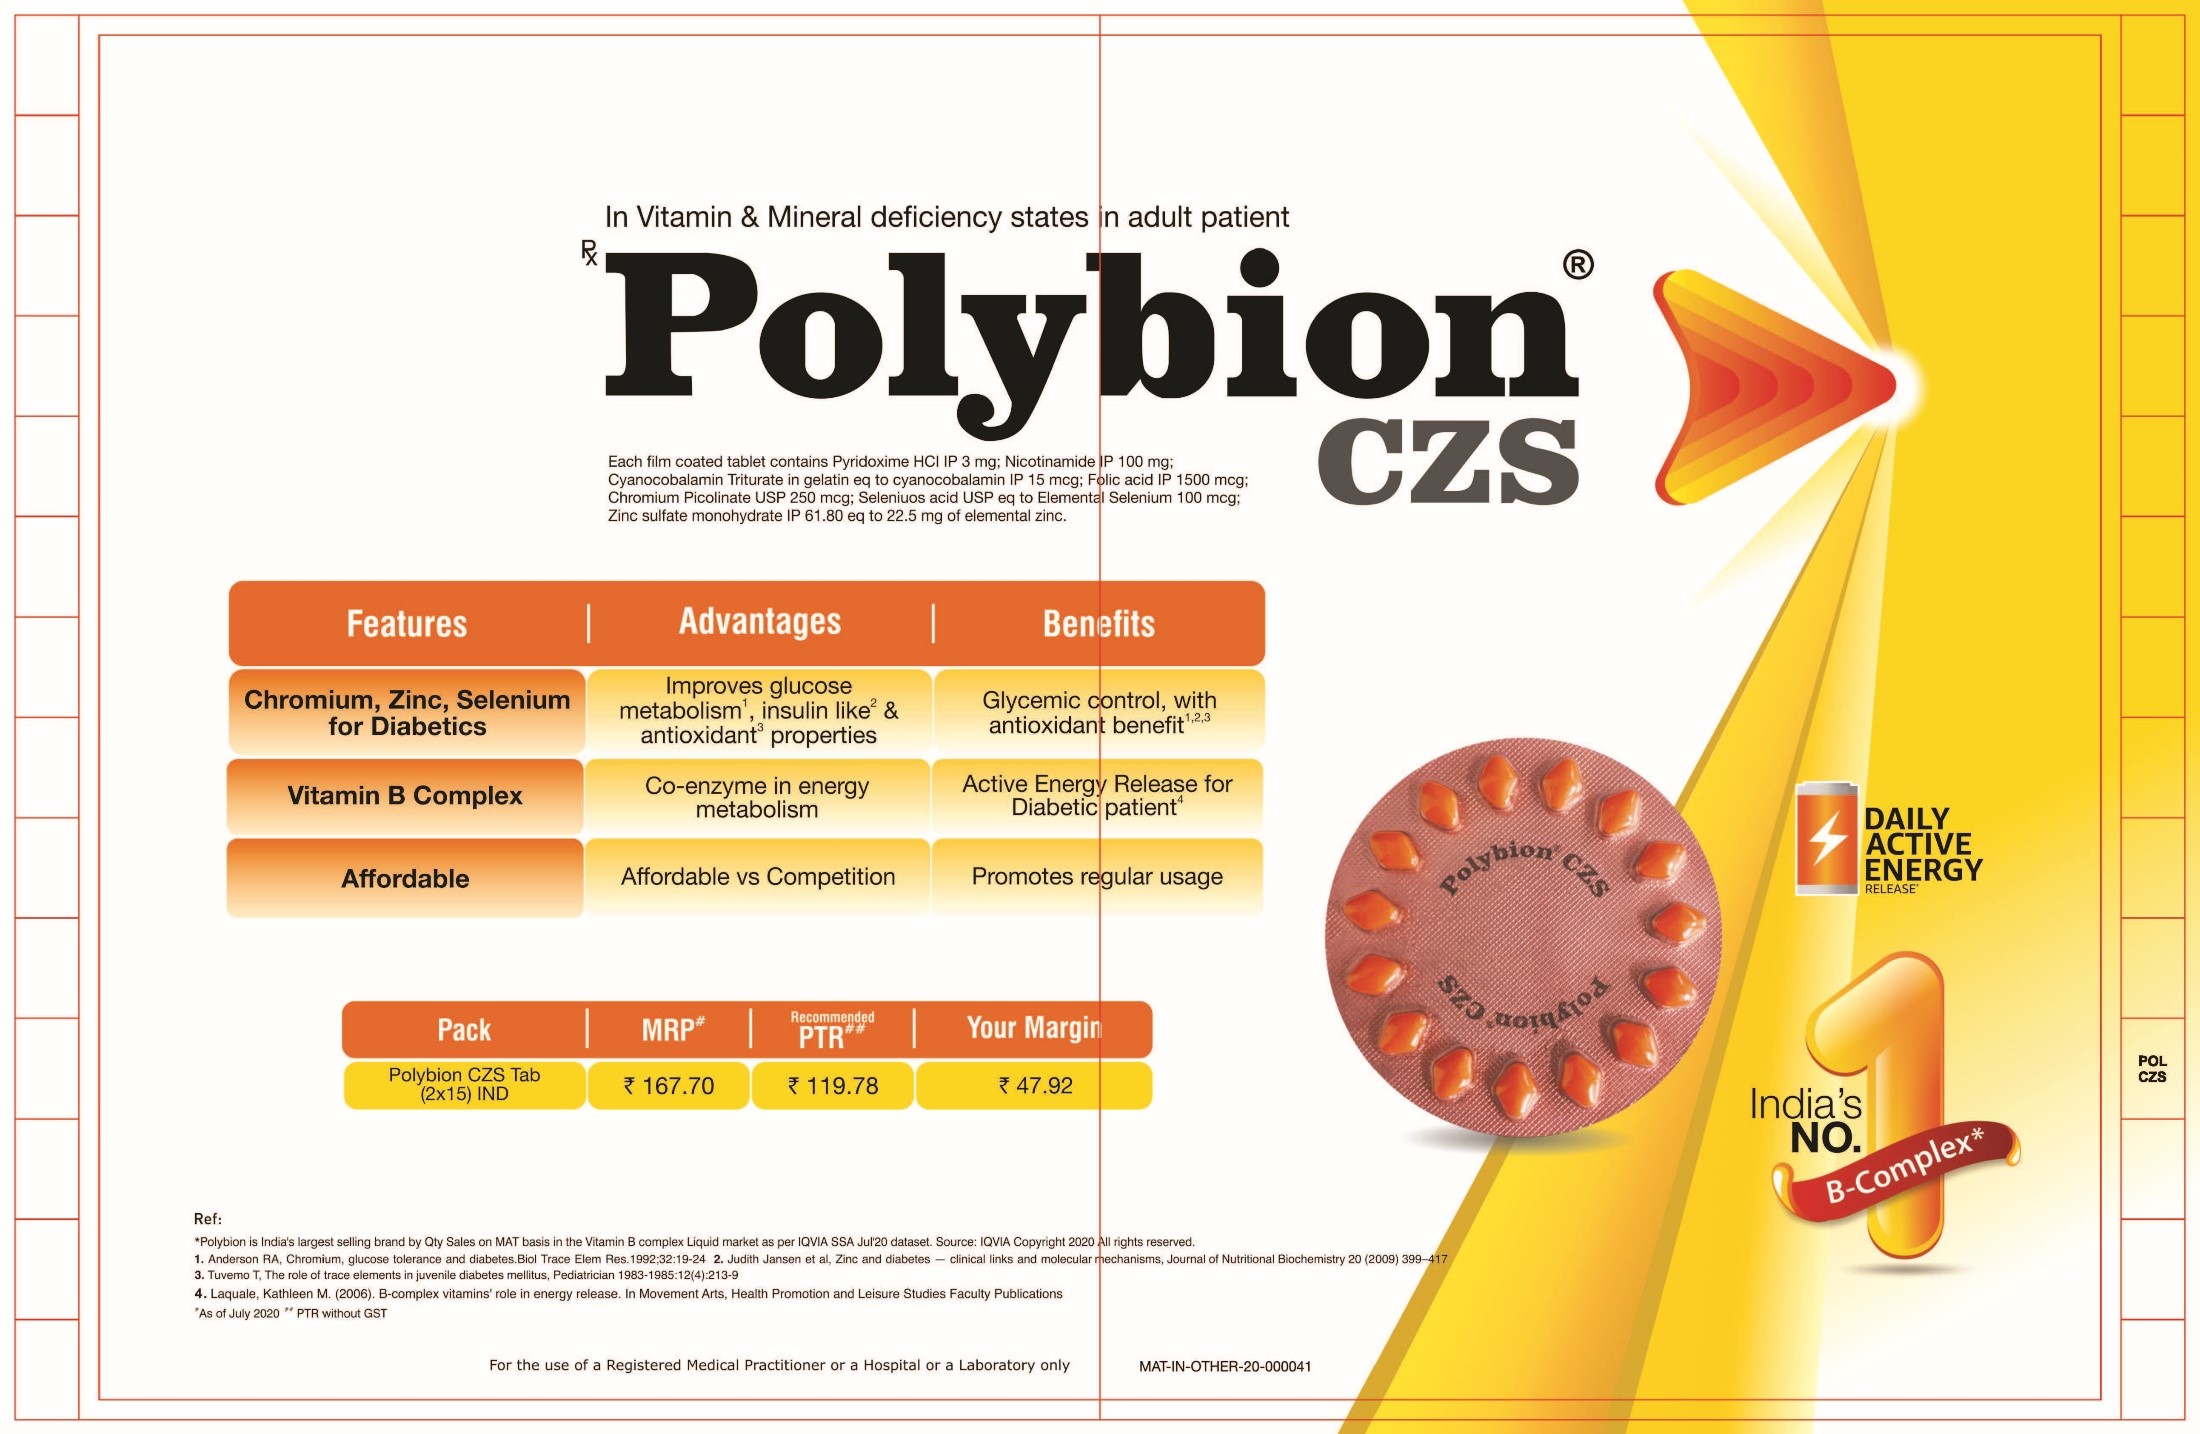 In Vitamin & Mineral deficiency states in adult patient
Rx Polybion®
CZS
Each film coated tablet contains Pyridoxime HCI IP 3 mg; Nicotinamide IP 100 mg;
Cyanocobalamin Triturate in gelatin eq to cyanocobalamin IP 15 mcg; Folic acid IP 1500 mcg;
Chromium Picolinate USP 250 mcg; Seleniuos acid USP eq to Elemental Selenium 100 mcg;
Zinc sulfate monohydrate IP 61.80 eq to 22.5 mg of elemental zinc.
Features | Advantages | Benefits
Chromium, Zinc, Selenium
for Diabetics
Improves glucose
metabolism¹, insulin like² &
antioxidant³ properties
Glycemic control, with
antioxidant benefit¹,²,³
Vitamin B Complex
Co-enzyme in energy
metabolism
Active Energy Release for
Diabetic patient⁴
Affordable
Affordable vs Competition
Promotes regular usage
Polybion® CZS
Polybion® CZS
DAILY
ACTIVE
ENERGY
RELEASE*
Pack | MRP# | Recommended PTR## | Your Margin
Polybion CZS Tab
(2x15) IND
₹ 167.70
₹ 119.78
₹ 47.92
India's
NO.
1
B-Complex*
POL
CZS
Ref:
*Polybion is India's largest selling brand by Qty Sales on MAT basis in the Vitamin B complex Liquid market as per IQVIA SSA Jul'20 dataset. Source: IQVIA Copyright 2020 All rights reserved.
1. Anderson RA, Chromium, glucose tolerance and diabetes.Biol Trace Elem Res.1992;32:19-24 2. Judith Jansen et al, Zinc and diabetes — clinical links and molecular mechanisms, Journal of Nutritional Biochemistry 20 (2009) 399–417
3. Tuvemo T, The role of trace elements in juvenile diabetes mellitus, Pediatrician 1983-1985:12(4):213-9
4. Laquale, Kathleen M. (2006). B-complex vitamins' role in energy release. In Movement Arts, Health Promotion and Leisure Studies Faculty Publications
#As of July 2020 ## PTR without GST
For the use of a Registered Medical Practitioner or a Hospital or a Laboratory only
MAT-IN-OTHER-20-000041